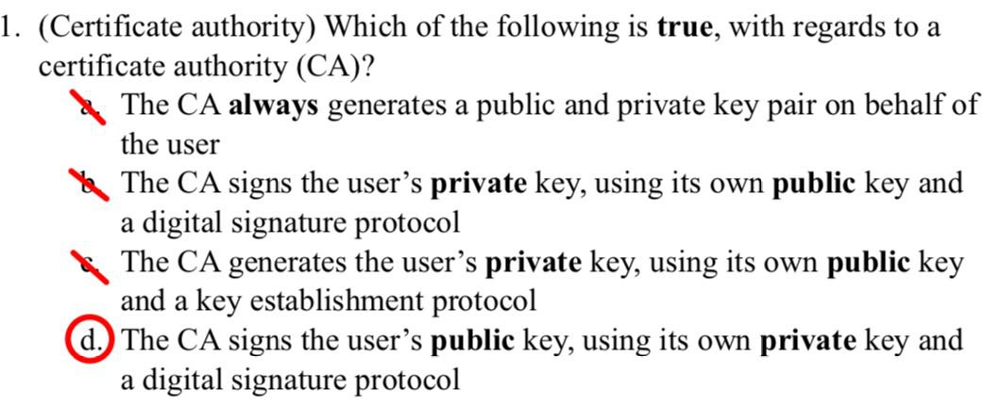 1. (Certificate authority) Which of the following is true, with regards to a
certificate authority (CA)?
a. The CA always generates a public and private key pair on behalf of
the user
b. The CA signs the user's private key, using its own public key and
a digital signature protocol
c. The CA generates the user's private key, using its own public key
and a key establishment protocol
d. The CA signs the user's public key, using its own private key and
a digital signature protocol